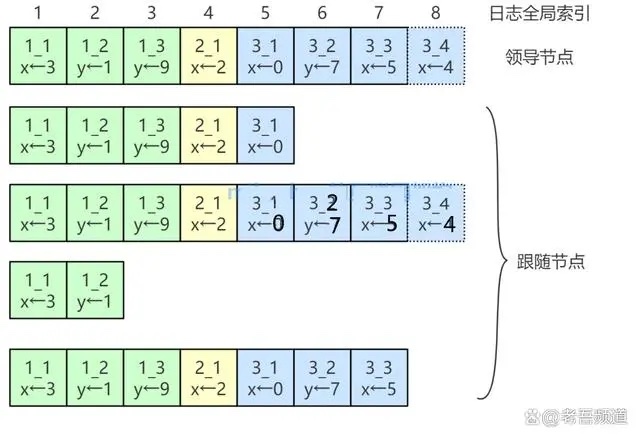 1 2 3 4 5 6 7 8 日志全局索引
1_1 1_2 1_3 2_1 3_1 3_2 3_3 3_4 领导节点
x←3 y←1 y←9 x←2 x←0 y←7 x←5 x←4
1_1 1_2 1_3 2_1 3_1
x←3 y←1 y←9 x←2 x←0
1_1 1_2 1_3 2_1 3_1 3_2 3_3 3_4
x←3 y←1 y←9 x←2 x←0 y←7 x←5 x←4
跟随节点
1_1 1_2
x←3 y←1
1_1 1_2 1_3 2_1 3_1 3_2 3_3
x←3 y←1 y←9 x←2 x←0 y←7 x←5
@老吾频道